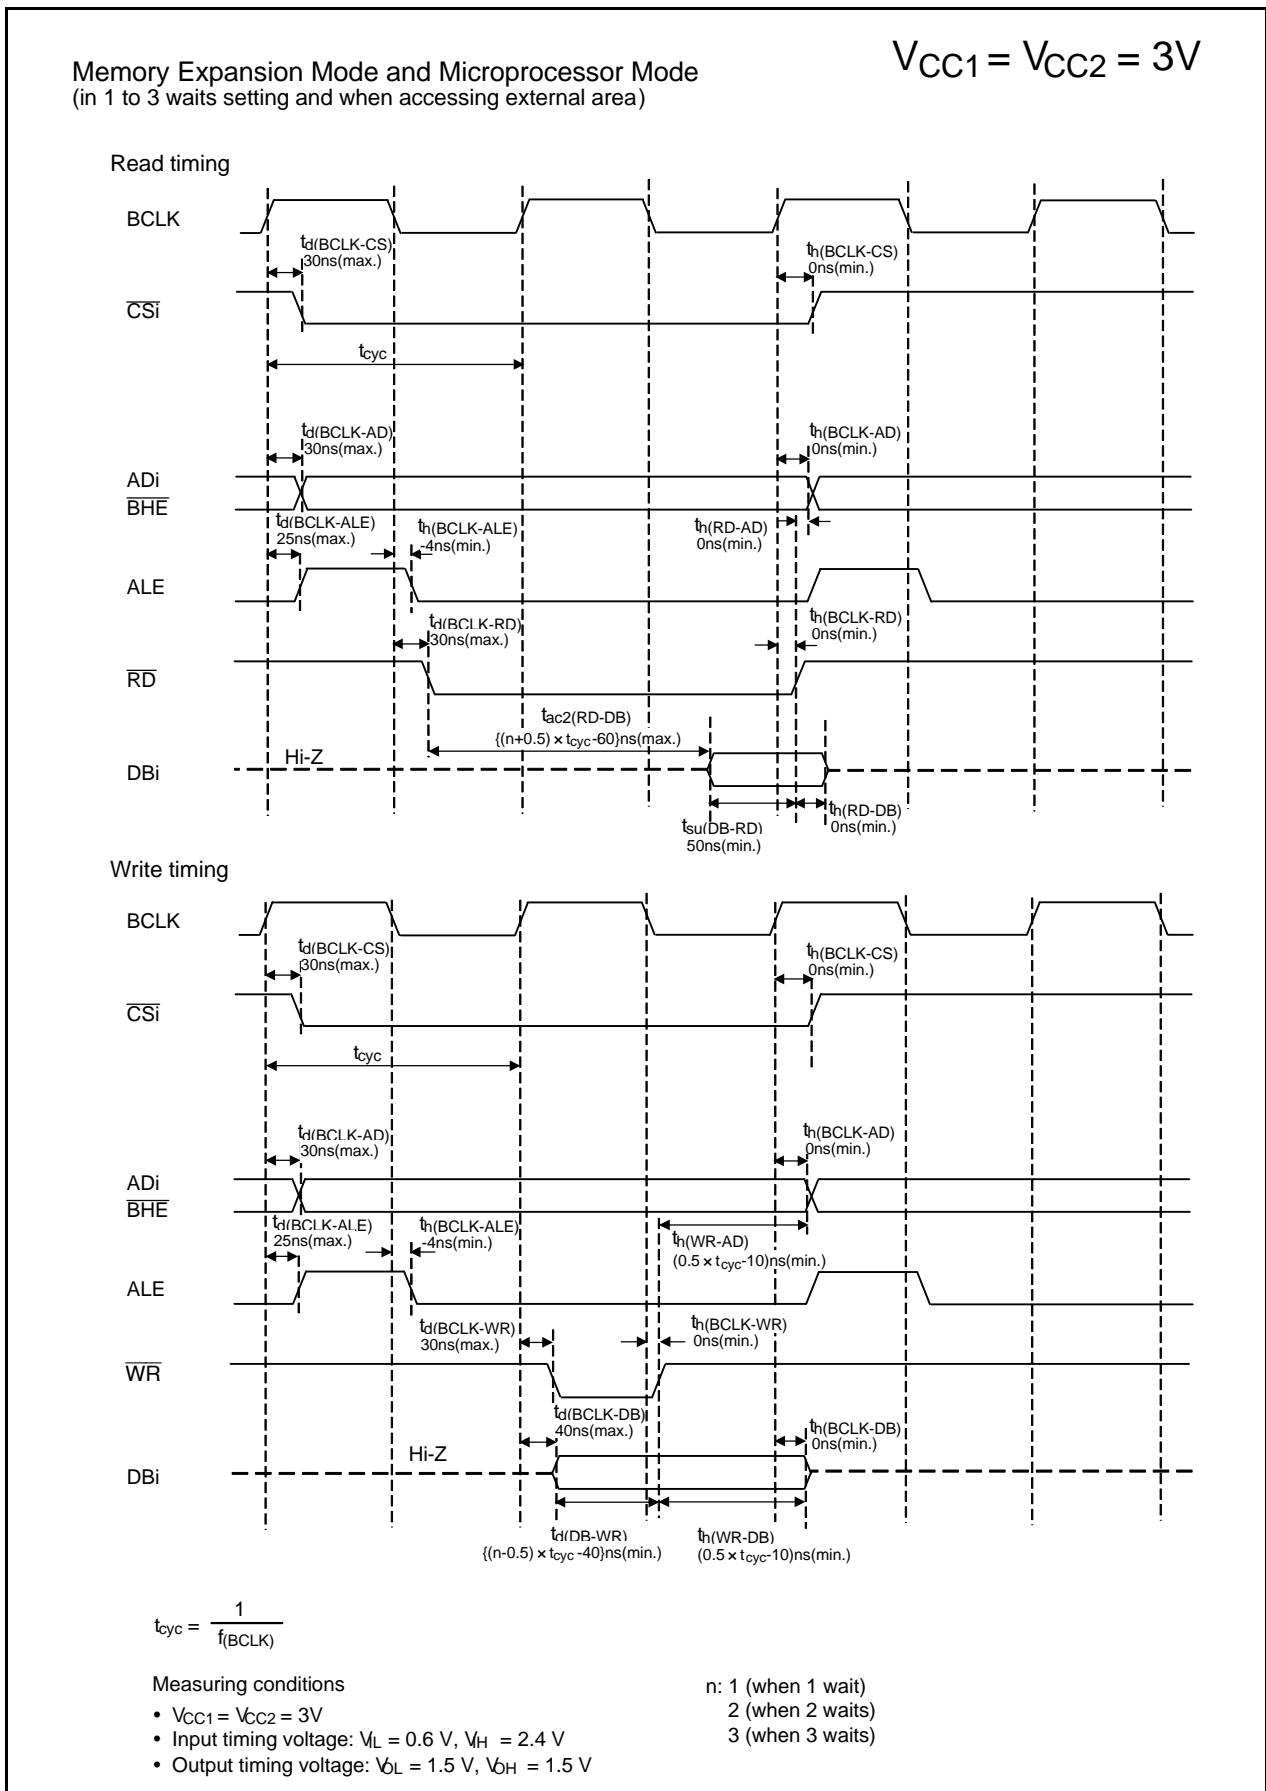 VCC1 = VCC2 = 3V
Memory Expansion Mode and Microprocessor Mode
(in 1 to 3 waits setting and when accessing external area)
Read timing
BCLK
td(BCLK-CS)
30ns(max.)
th(BCLK-CS)
0ns(min.)
CSi
tcyc
td(BCLK-AD)
30ns(max.)
th(BCLK-AD)
0ns(min.)
ADi
BHE
td(BCLK-ALE)
25ns(max.)
th(BCLK-ALE)
-4ns(min.)
th(RD-AD)
0ns(min.)
ALE
td(BCLK-RD)
30ns(max.)
th(BCLK-RD)
0ns(min.)
RD
tac2(RD-DB)
{(n+0.5) × tcyc-60}ns(max.)
Hi-Z
DBi
tsu(DB-RD)
50ns(min.)
th(RD-DB)
0ns(min.)
Write timing
BCLK
td(BCLK-CS)
30ns(max.)
th(BCLK-CS)
0ns(min.)
CSi
tcyc
td(BCLK-AD)
30ns(max.)
th(BCLK-AD)
0ns(min.)
ADi
BHE
td(BCLK-ALE)
25ns(max.)
th(BCLK-ALE)
-4ns(min.)
th(WR-AD)
(0.5 × tcyc-10)ns(min.)
ALE
td(BCLK-WR)
30ns(max.)
th(BCLK-WR)
0ns(min.)
WR
td(BCLK-DB)
40ns(max.)
th(BCLK-DB)
0ns(min.)
Hi-Z
DBi
td(DB-WR)
{(n-0.5) × tcyc -40}ns(min.)
th(WR-DB)
(0.5 × tcyc-10)ns(min.)
tcyc = 1
f(BCLK)
Measuring conditions
• VCC1 = VCC2 = 3V
• Input timing voltage: VIL = 0.6 V, VIH = 2.4 V
• Output timing voltage: VOL = 1.5 V, VOH = 1.5 V
n: 1 (when 1 wait)
2 (when 2 waits)
3 (when 3 waits)